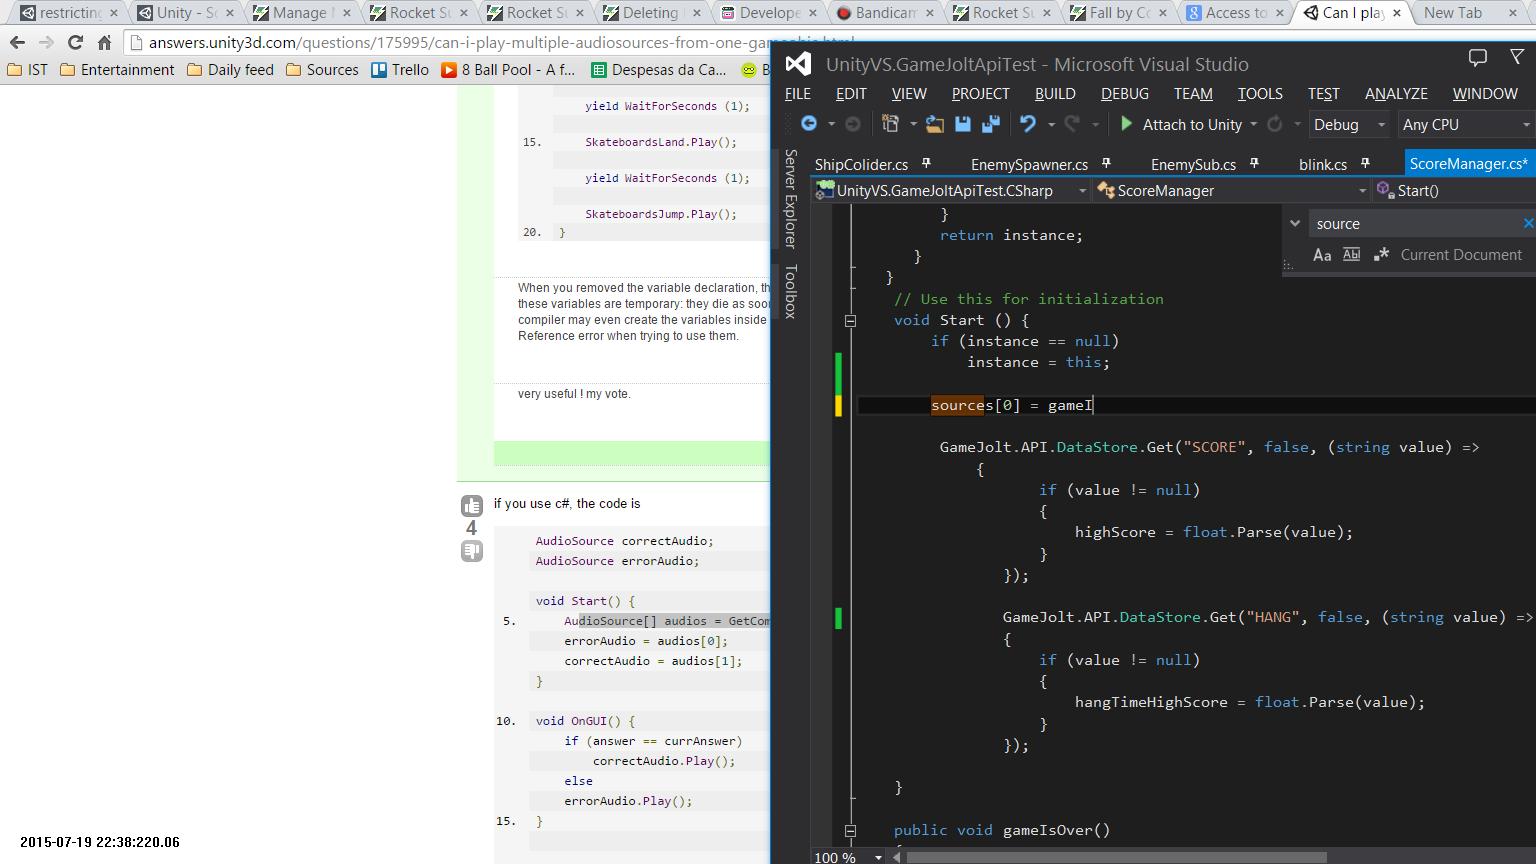 restricting
Unity - Sc
Manage
Rocket Su
Rocket Su
Deleting
Develope
Bandicam
Rocket Su
Fall by Co
Access to
Can I play
New Tab
answers.unity3d.com/questions/175995/can-i-play-multiple-audiosources-from-one-gameobjec.html
IST
Entertainment
Daily feed
Sources
Trello
8 Ball Pool - A f...
Despesas da Ca...
yield WaitForSeconds (1);
15. SkateboardsLand.Play();
yield WaitForSeconds (1);
SkateboardsJump.Play();
20. }
When you removed the variable declaration, th
these variables are temporary: they die as soo
compiler may even create the variables inside
Reference error when trying to use them.
very useful ! my vote.
4
if you use c#, the code is
AudioSource correctAudio;
AudioSource errorAudio;
void Start() {
5. AudioSource[] audios = GetCom
errorAudio = audios[0];
correctAudio = audios[1];
}
10. void OnGUI() {
if (answer == currAnswer)
correctAudio.Play();
else
errorAudio.Play();
15. }
2015-07-19 22:38:220.06
UnityVS.GameJoltApiTest - Microsoft Visual Studio
FILE EDIT VIEW PROJECT BUILD DEBUG TEAM TOOLS TEST ANALYZE WINDOW
Attach to Unity Debug Any CPU
Server Explorer
Toolbox
ShipColider.cs EnemySpawner.cs EnemySub.cs blink.cs ScoreManager.cs*
UnityVS.GameJoltApiTest.CSharp ScoreManager Start()
source
Aa Abl .* Current Document
}
return instance;
}
}
// Use this for initialization
void Start () {
if (instance == null)
instance = this;
sources[0] = gameI
GameJolt.API.DataStore.Get("SCORE", false, (string value) =>
{
if (value != null)
{
highScore = float.Parse(value);
}
});
GameJolt.API.DataStore.Get("HANG", false, (string value) =>
{
if (value != null)
{
hangTimeHighScore = float.Parse(value);
}
});
}
public void gameIsOver()
100 %